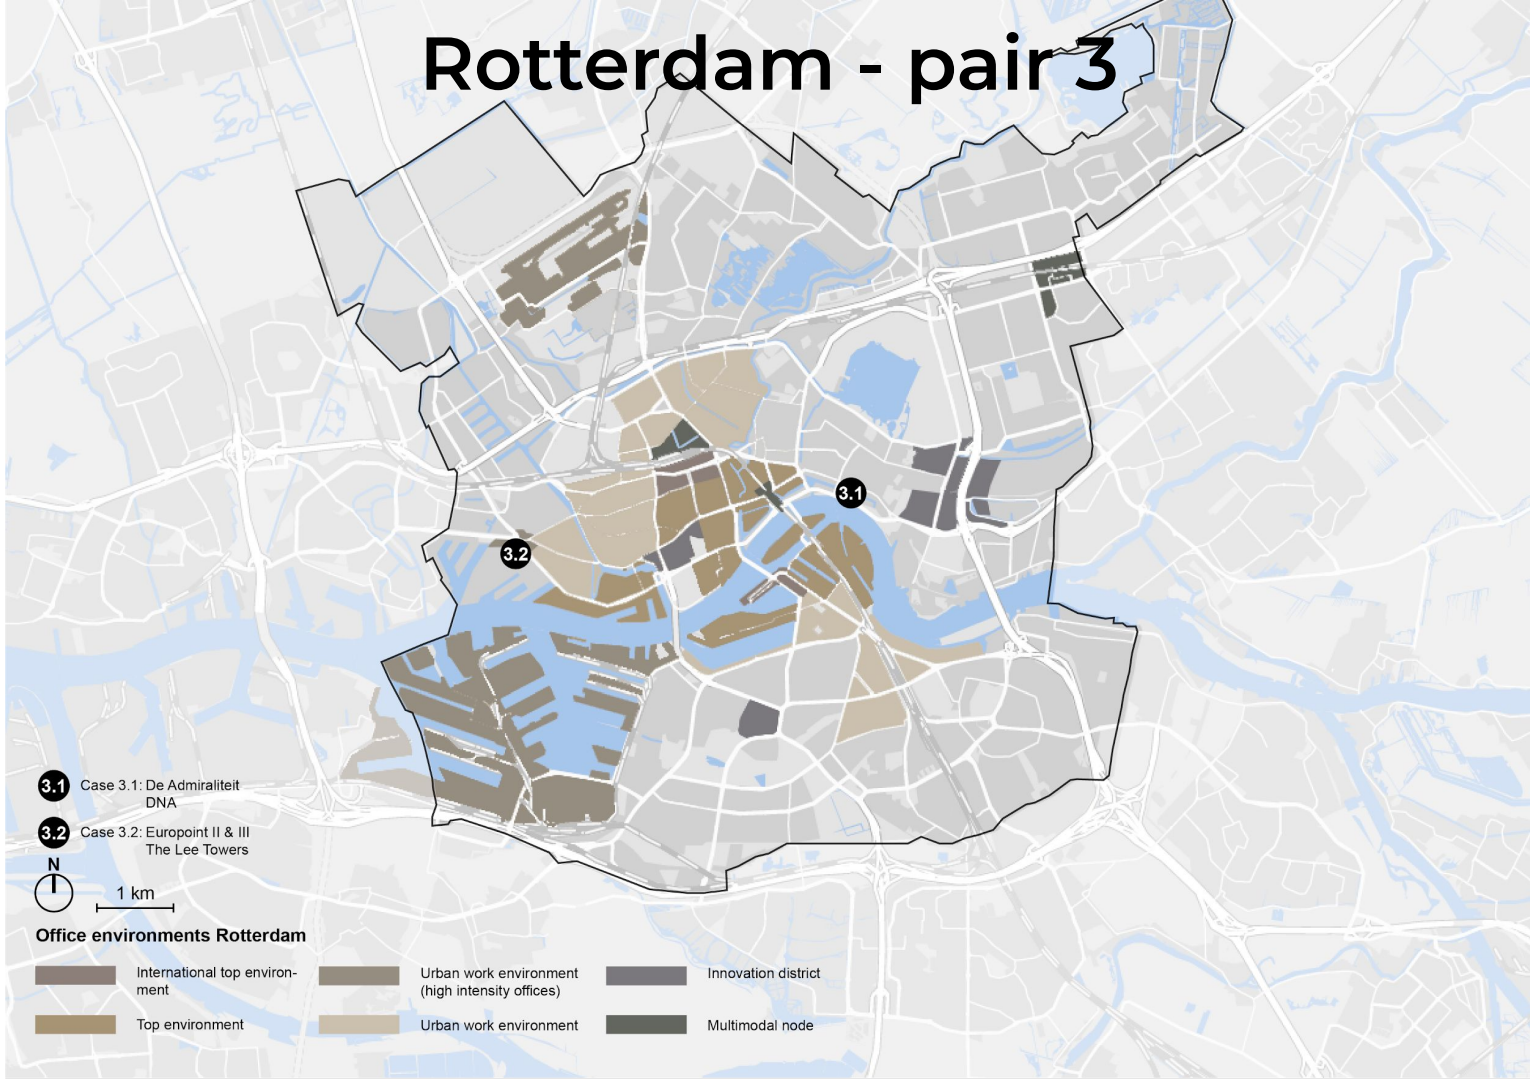 Rotterdam - pair 3
3.1
3.2
3.1 Case 3.1: De Admiraliteit
DNA
3.2 Case 3.2: Europoint II & III
The Lee Towers
N
1 km
Office environments Rotterdam
International top environ-
ment
Urban work environment
(high intensity offices)
Innovation district
Top environment
Urban work environment
Multimodal node